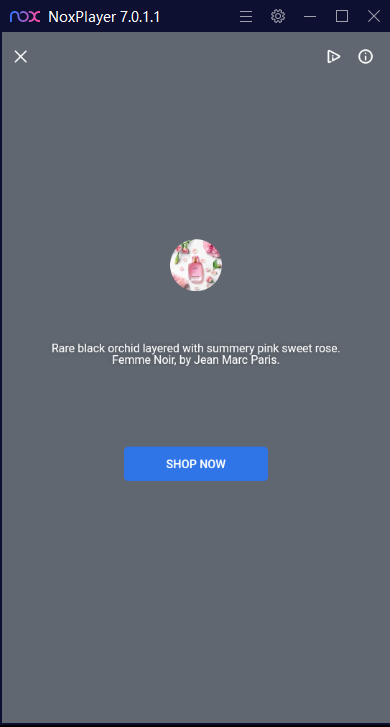 nox NoxPlayer 7.0.1.1
Rare black orchid layered with summery pink sweet rose.
Femme Noir, by Jean Marc Paris.
SHOP NOW